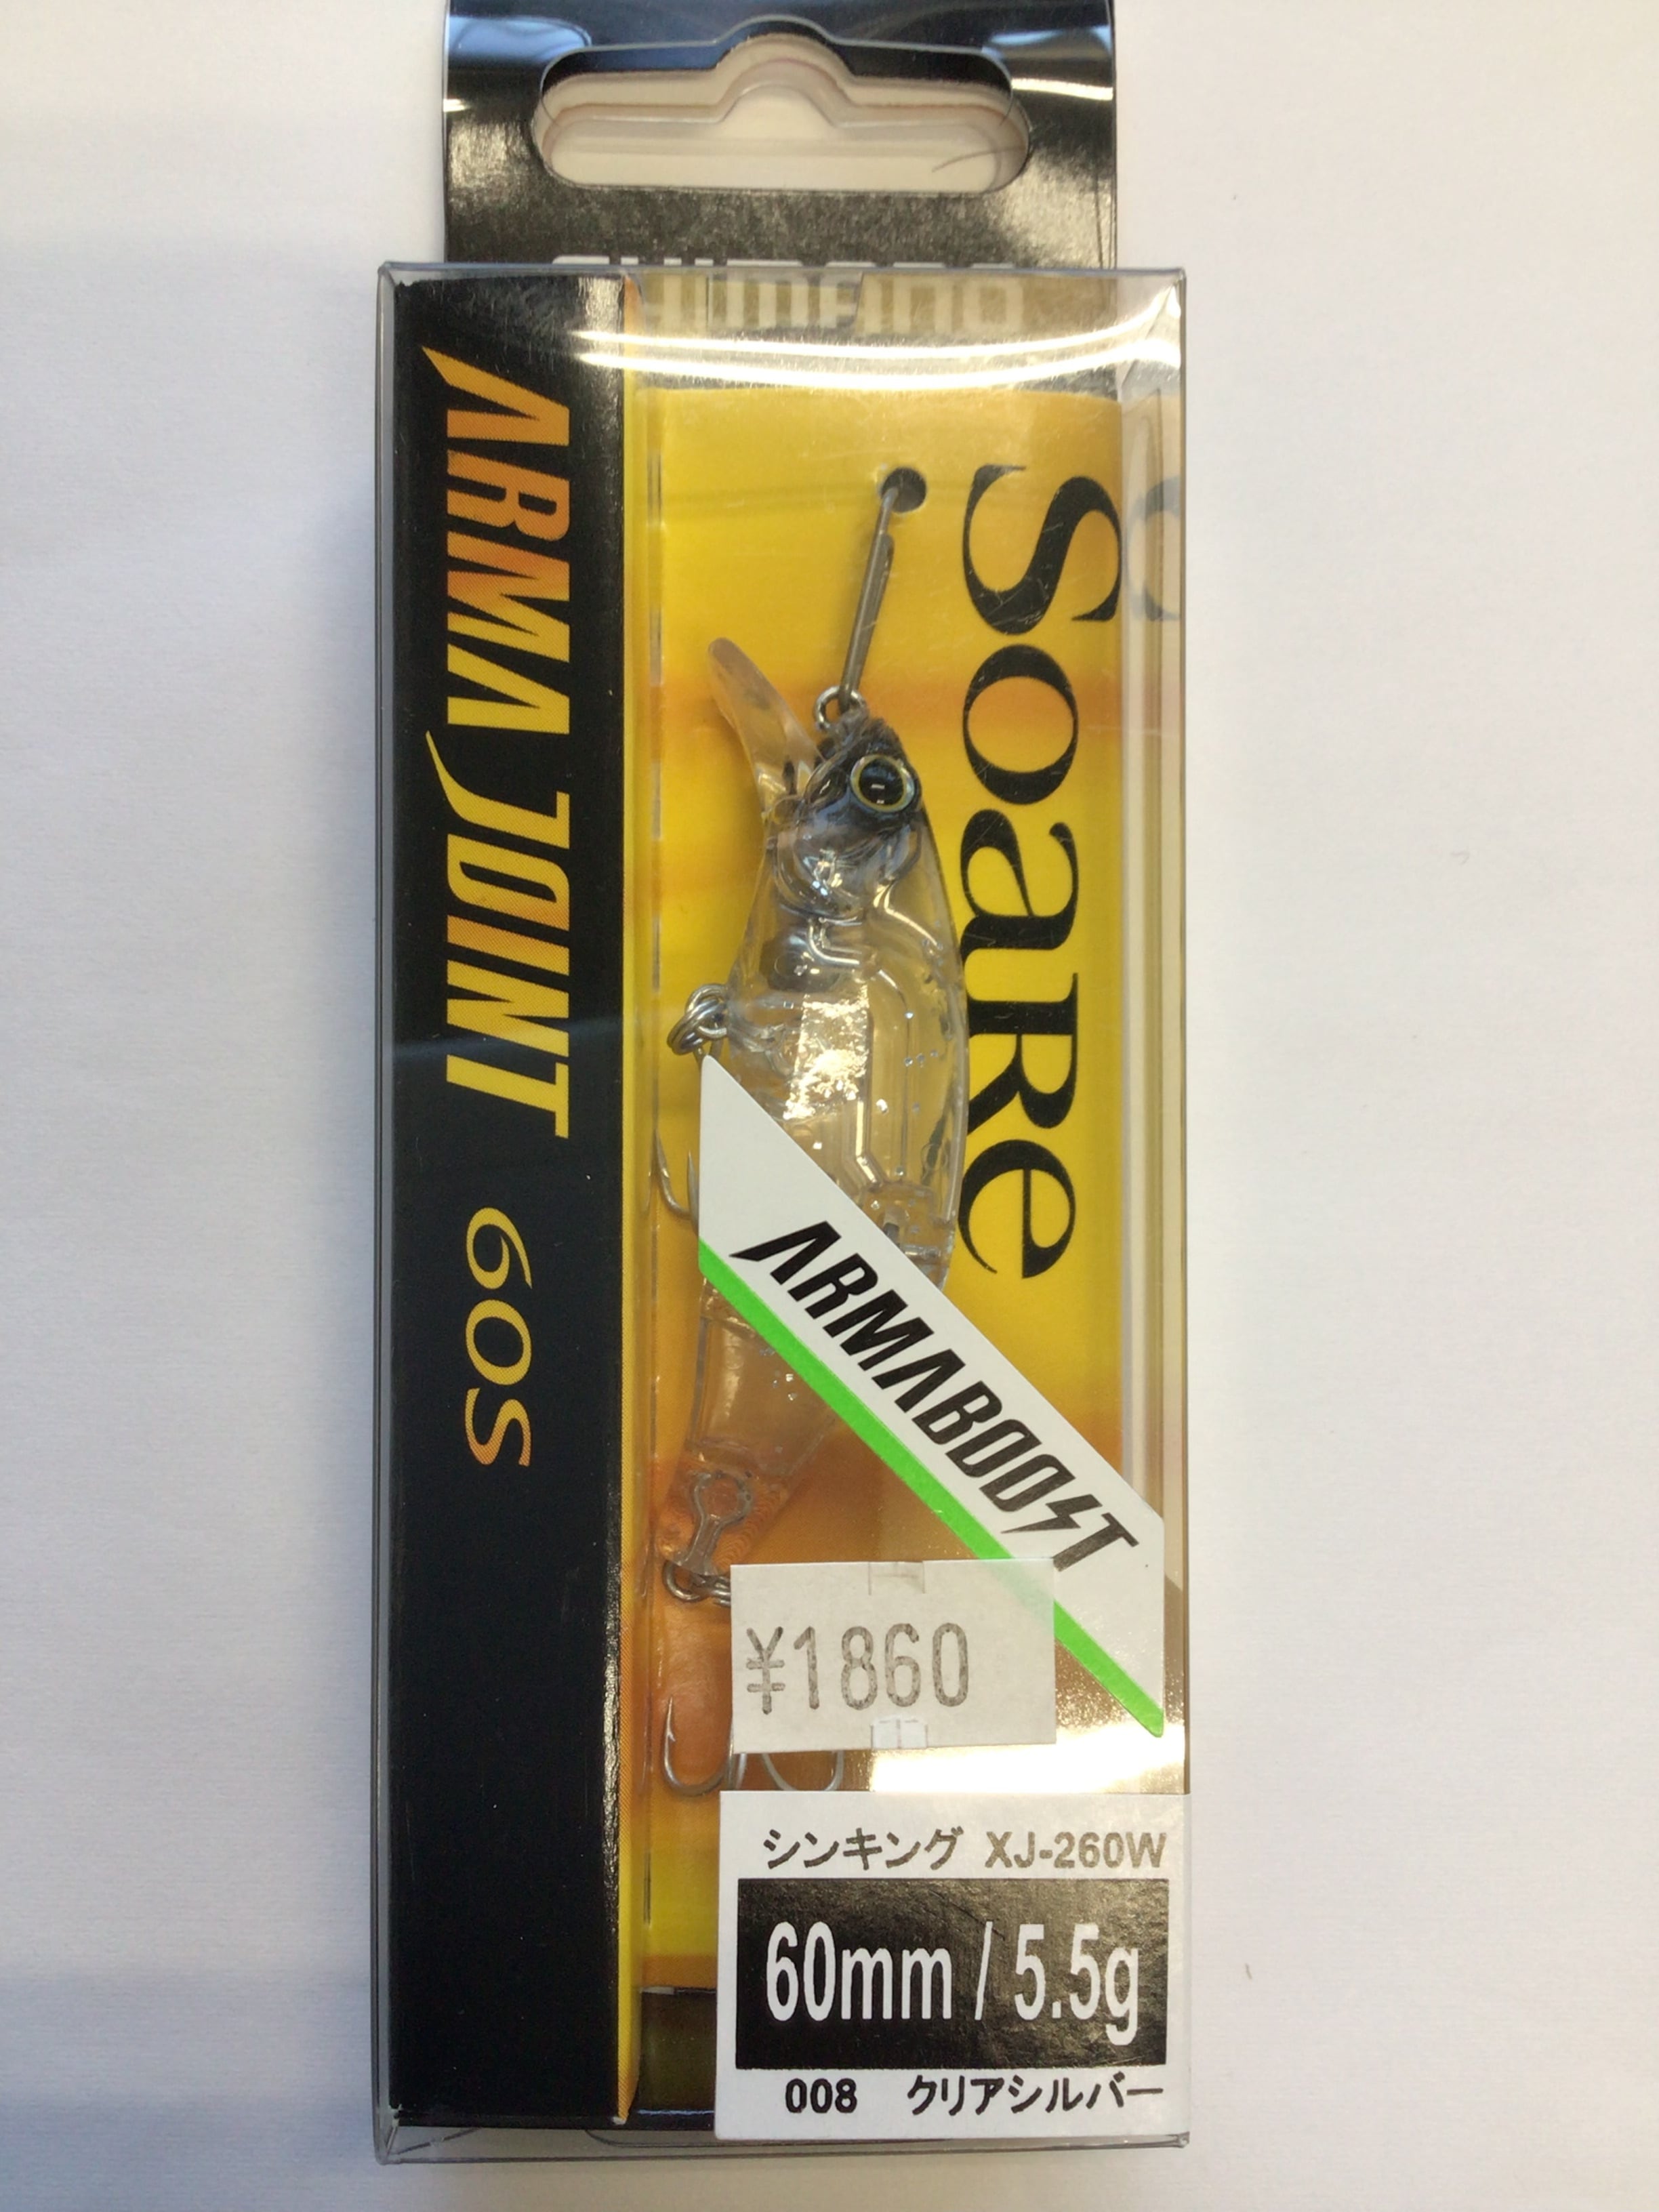 SHIMANO
Soare
ARMA JOINT 60S
ARMABOOST
¥1860
シンキング XJ-260W
60mm / 5.5g
008 クリアシルバー